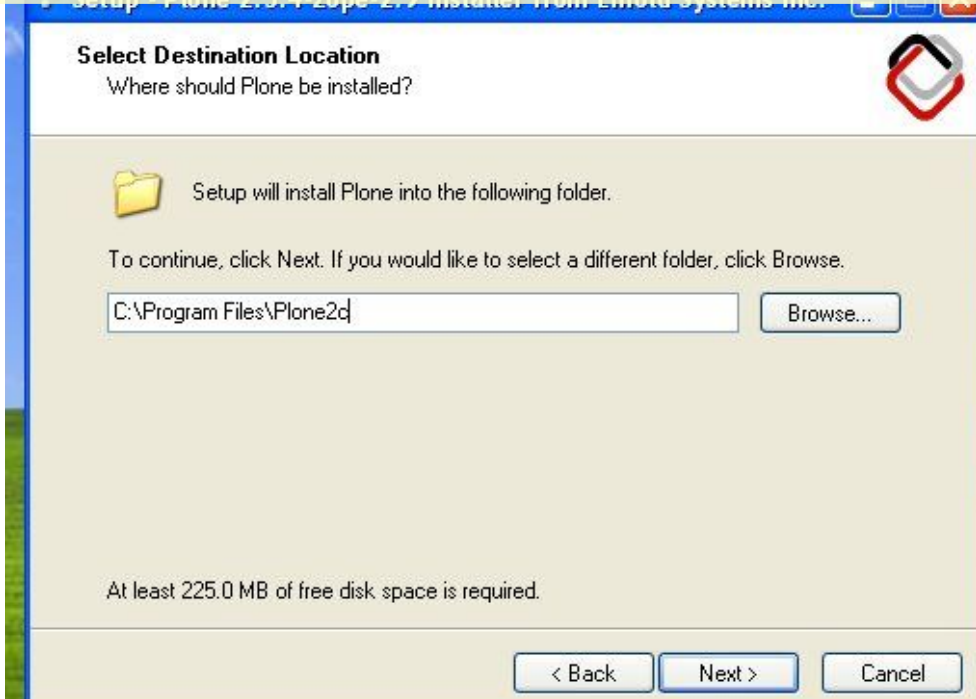 Select Destination Location
Where should Plone be installed?
Setup will install Plone into the following folder.
To continue, click Next. If you would like to select a different folder, click Browse.
C:\Program Files\Plone2c
Browse...
At least 225.0 MB of free disk space is required.
< Back
Next >
Cancel